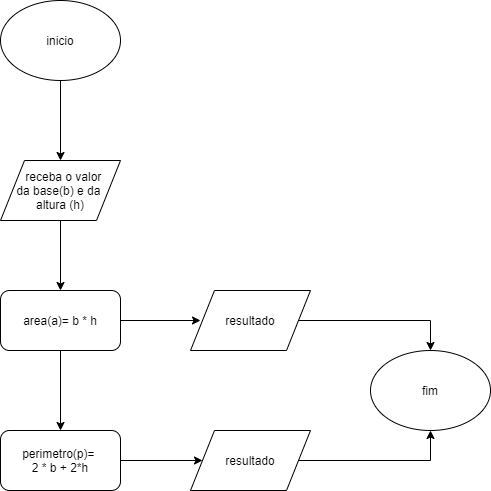 inicio
receba o valor
da base(b) e da
altura (h)
area(a)= b * h
resultado
fim
perimetro(p)=
2 * b + 2*h
resultado